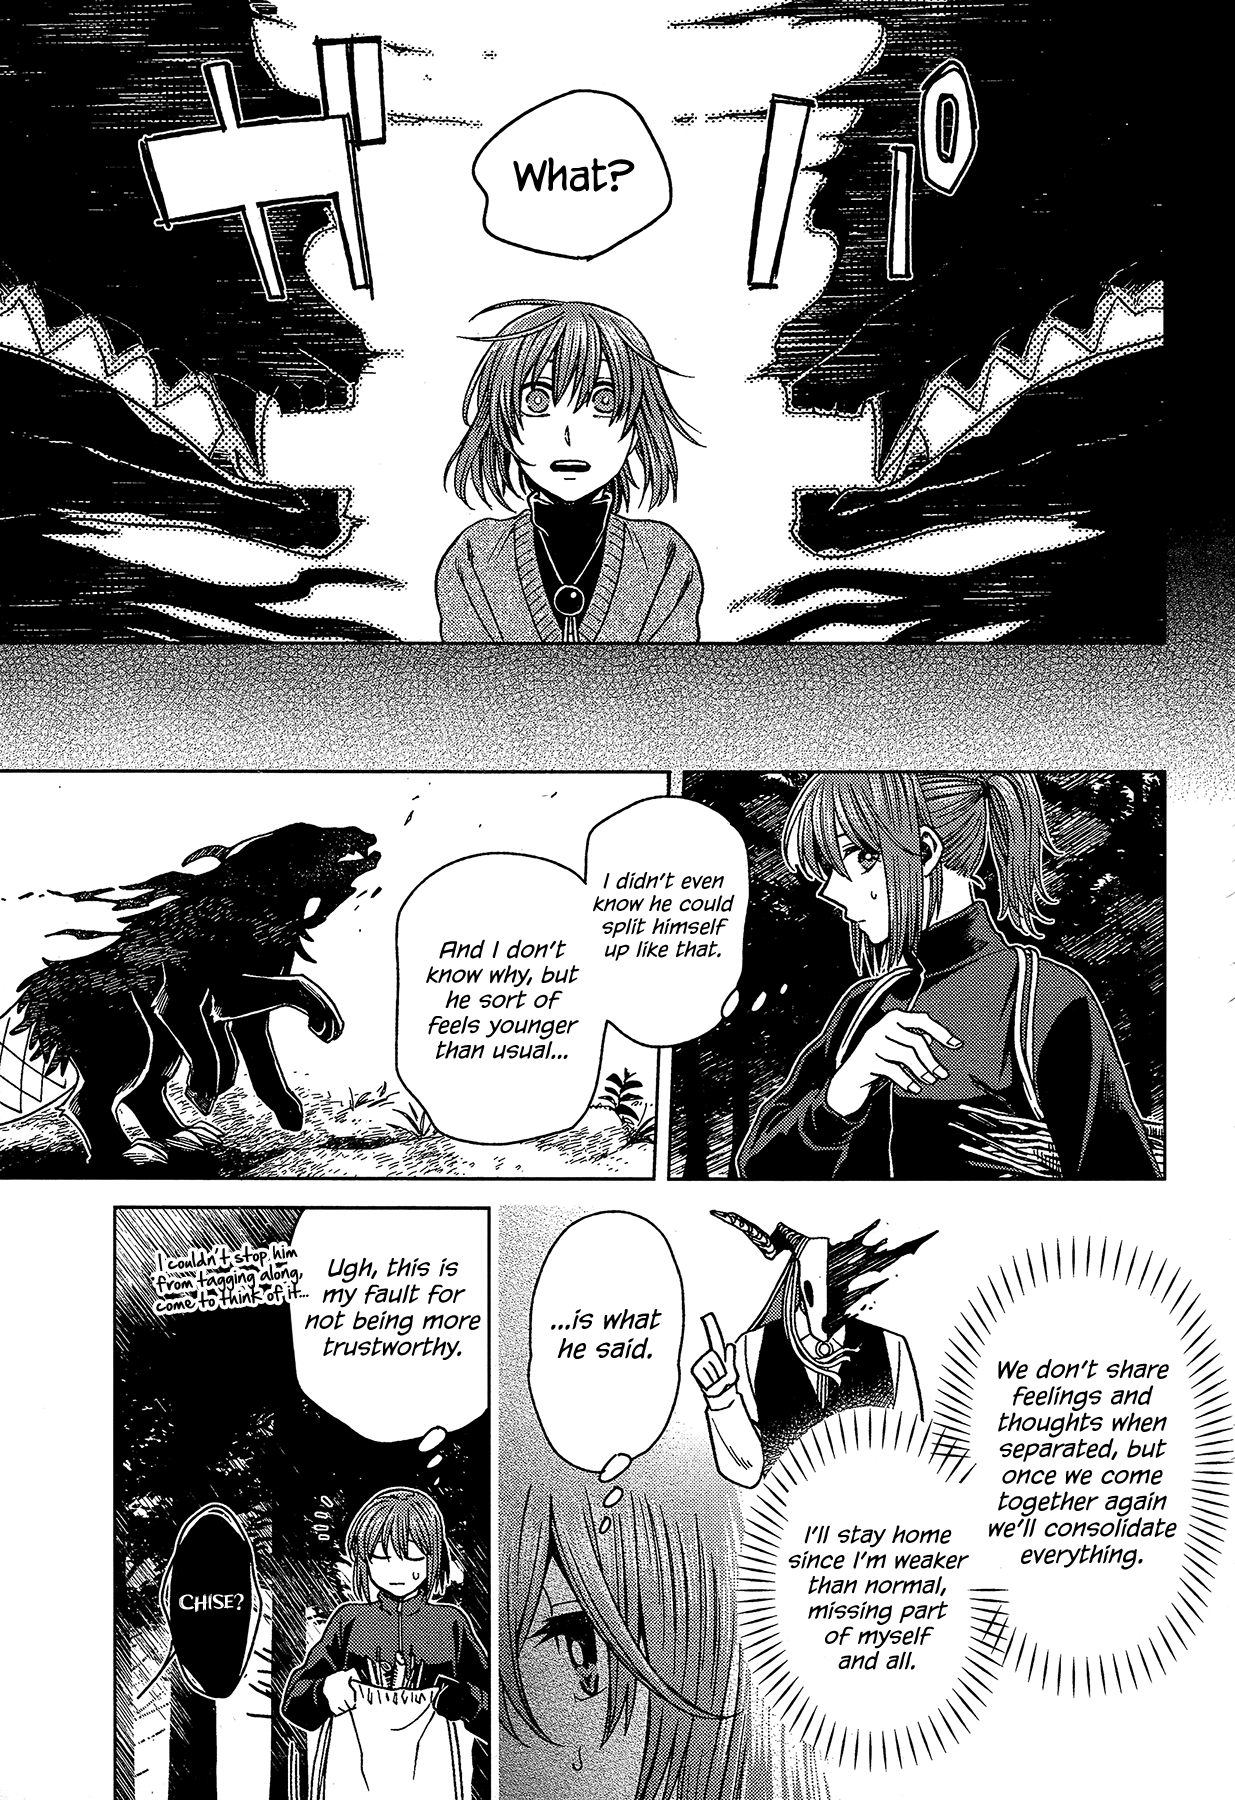 What?
I didn't even
know he could
split himself
up like that.
And I don't
know why, but
he sort of
feels younger
than usual...
We don't share
feelings and
thoughts when
separated, but
once we come
together again
we'll consolidate
everything.
I'll stay home
since I'm weaker
than normal,
missing part
of myself
and all.
...is what
he said.
Ugh, this is
my fault for
not being more
trustworthy.
I couldn't stop him
from tagging along,
come to think of it...
CHISE?